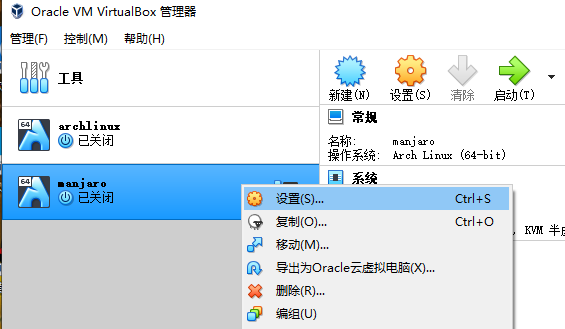 Oracle VM VirtualBox 管理器
管理(F) 控制(M) 帮助(H)
工具
新建(N) 设置(S) 清除 启动(T)
64 archlinux
已关闭
常规
名称: manjaro
操作系统: Arch Linux (64-bit)
64 manjaro
已关闭
系统
设置(S)... Ctrl+S
复制(O)... Ctrl+O
, KVM 半
移动(M)...
导出为Oracle云虚拟电脑(X)...
删除(R)...
编组(U)